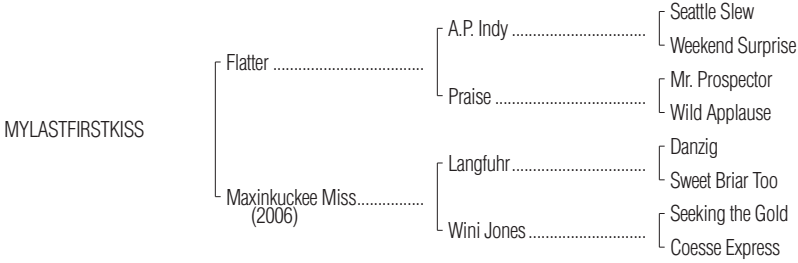 Seattle Slew
A.P. Indy
Weekend Surprise
Flatter
Mr. Prospector
Praise
Wild Applause
MYLASTFIRSTKISS
Danzig
Langfuhr
Sweet Briar Too
Maxinkuckee Miss
(2006)
Seeking the Gold
Wini Jones
Coesse Express